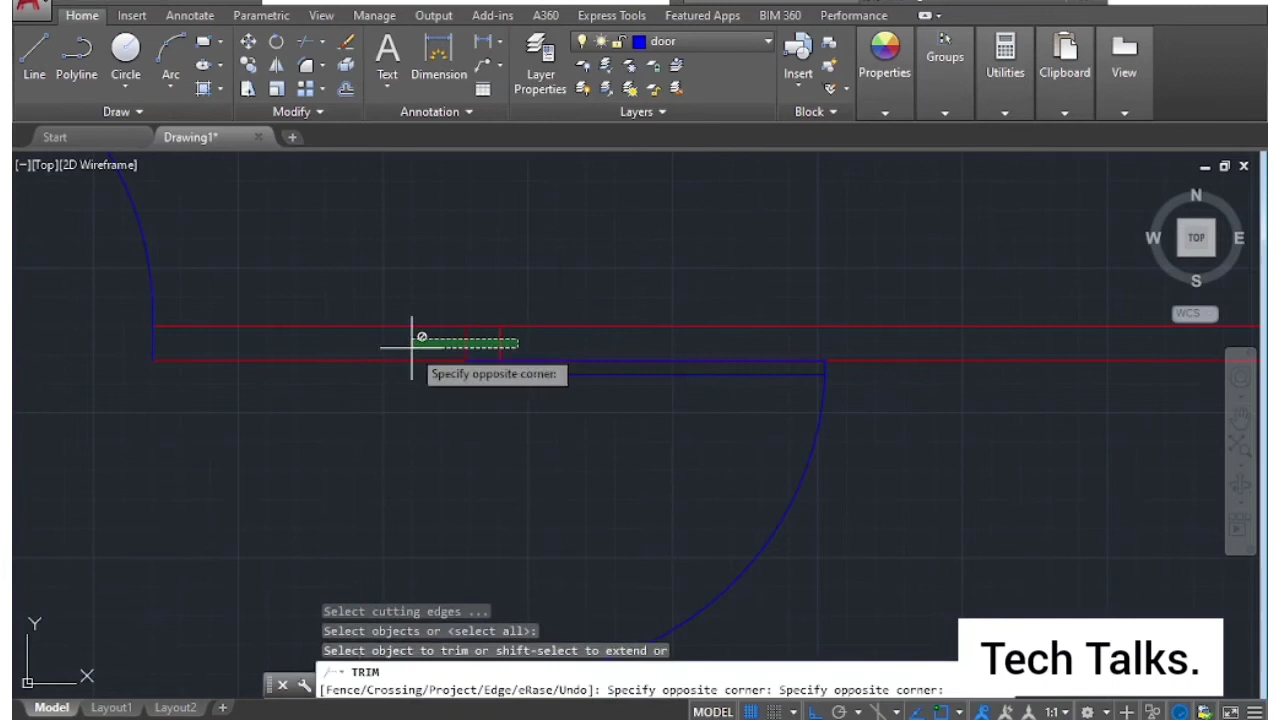 Home Insert Annotate Parametric View Manage Output Add-ins A360 Express Tools Featured Apps BIM 360 Performance
door
Line Polyline Circle Arc Text Dimension Layer Properties Insert Properties Groups Utilities Clipboard View
Draw Modify Annotation Layers Block
Start Drawing1*
[−][Top][2D Wireframe]
N
W TOP E
S
WCS
Specify opposite corner:
Select cutting edges ...
Select objects or <select all>:
Select object to trim or shift-select to extend or
TRIM
[Fence/Crossing/Project/Edge/eRase/Undo]: Specify opposite corner: Specify opposite corner:
Y
X
Tech Talks.
Model Layout1 Layout2 MODEL 1:1